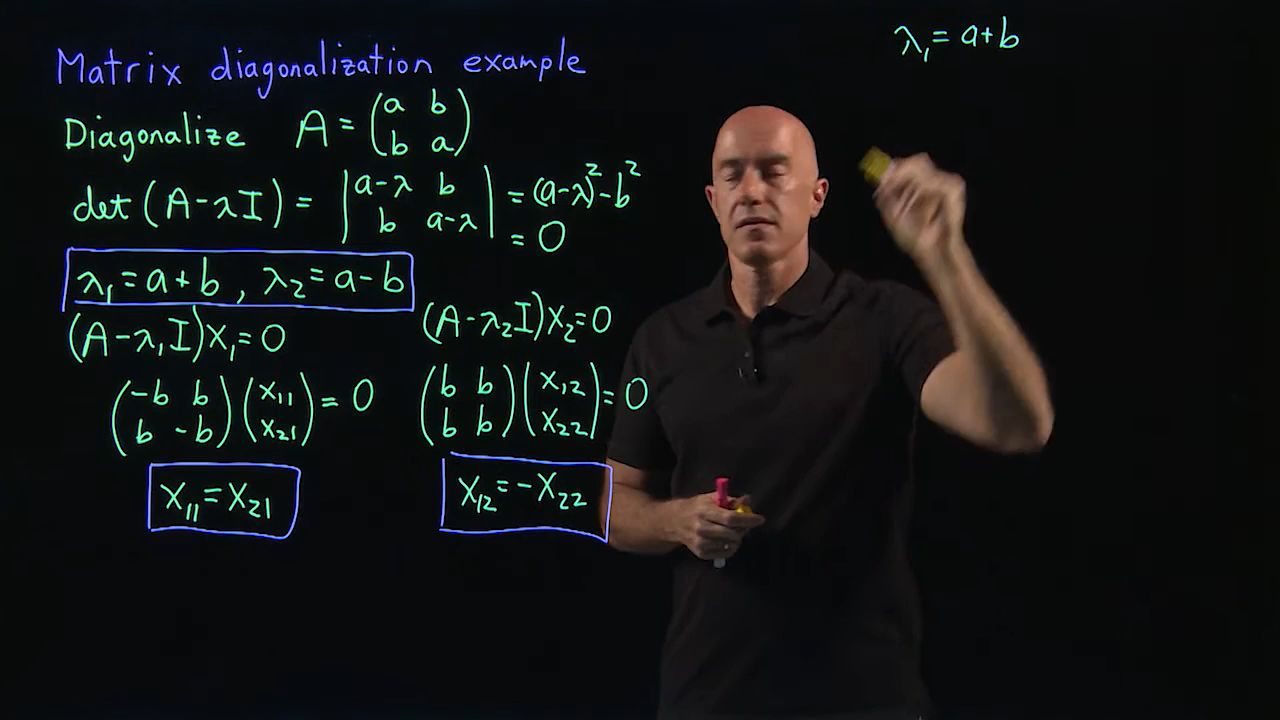 Matrix diagonalization example
Diagonalize A = (a b
b a)
det (A-λI) = |a-λ b
b a-λ| = (a-λ)²-b²
= 0
λ₁ = a+b , λ₂ = a-b
(A-λ₁I)x₁=0
(-b b
b -b) (x₁₁
x₂₁) = 0
x₁₁=x₂₁
(A-λ₂I)x₂=0
(b b
b b) (x₁₂
x₂₂) = 0
x₁₂=-x₂₂
λ₁= a+b